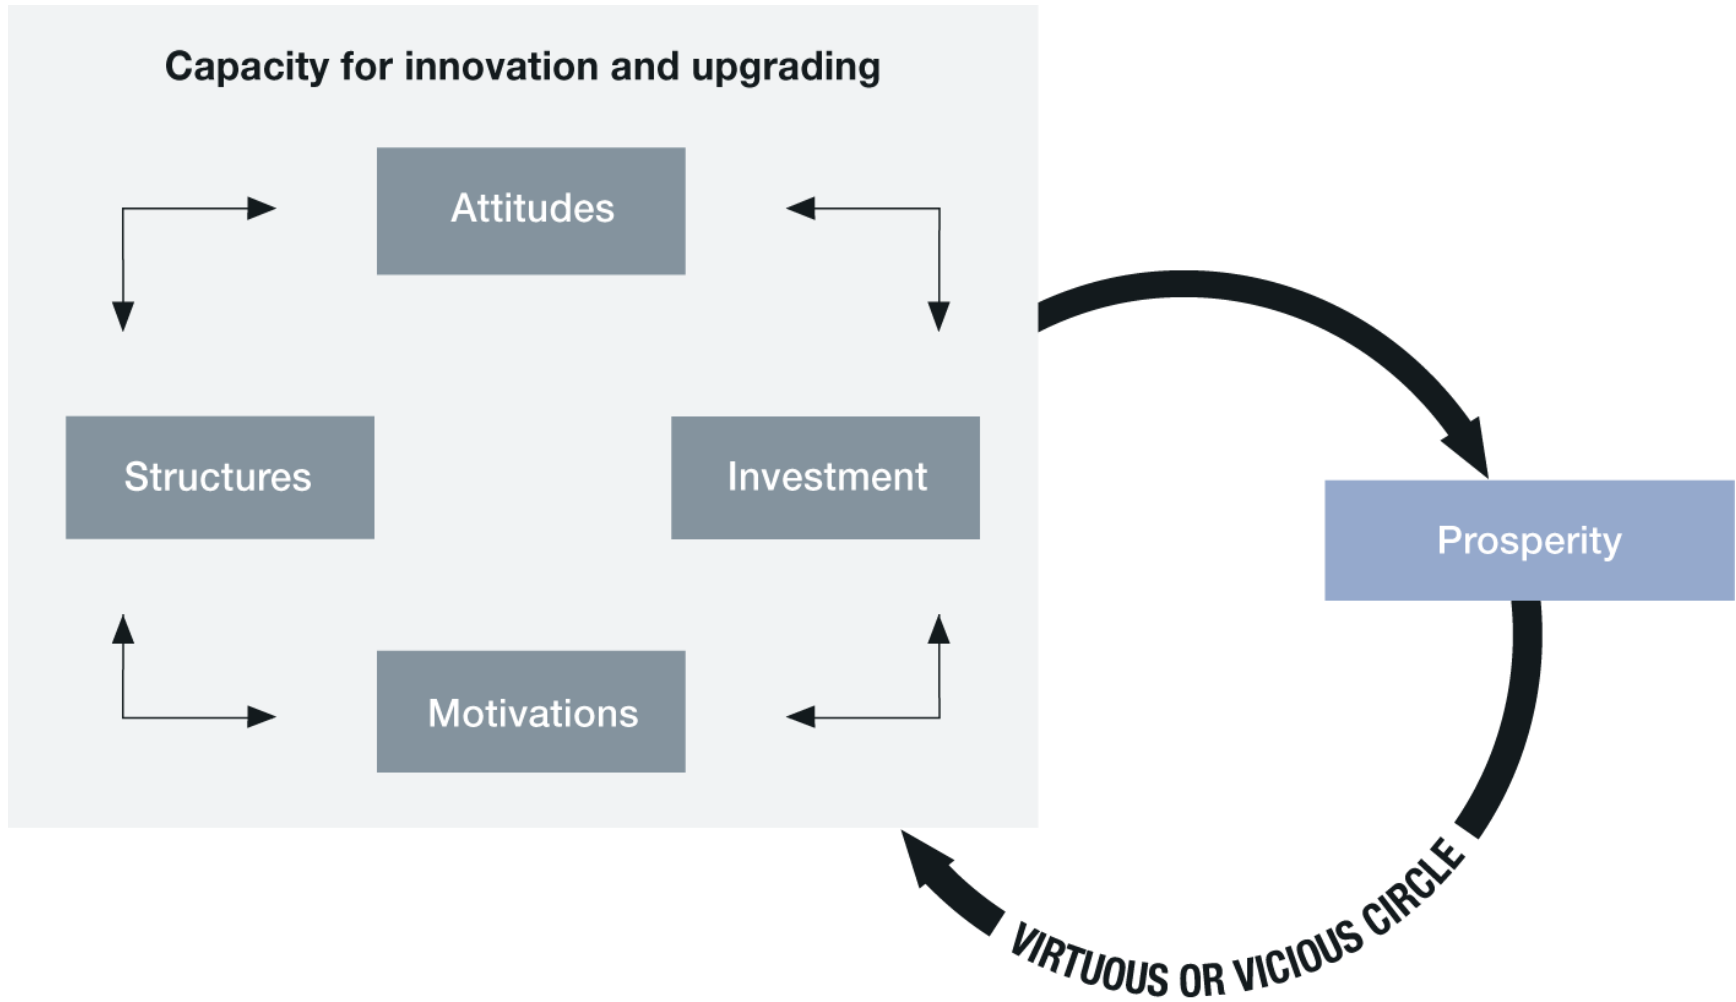 Capacity for innovation and upgrading
Attitudes
Structures
Investment
Prosperity
Motivations
VIRTUOUS OR VICIOUS CIRCLE